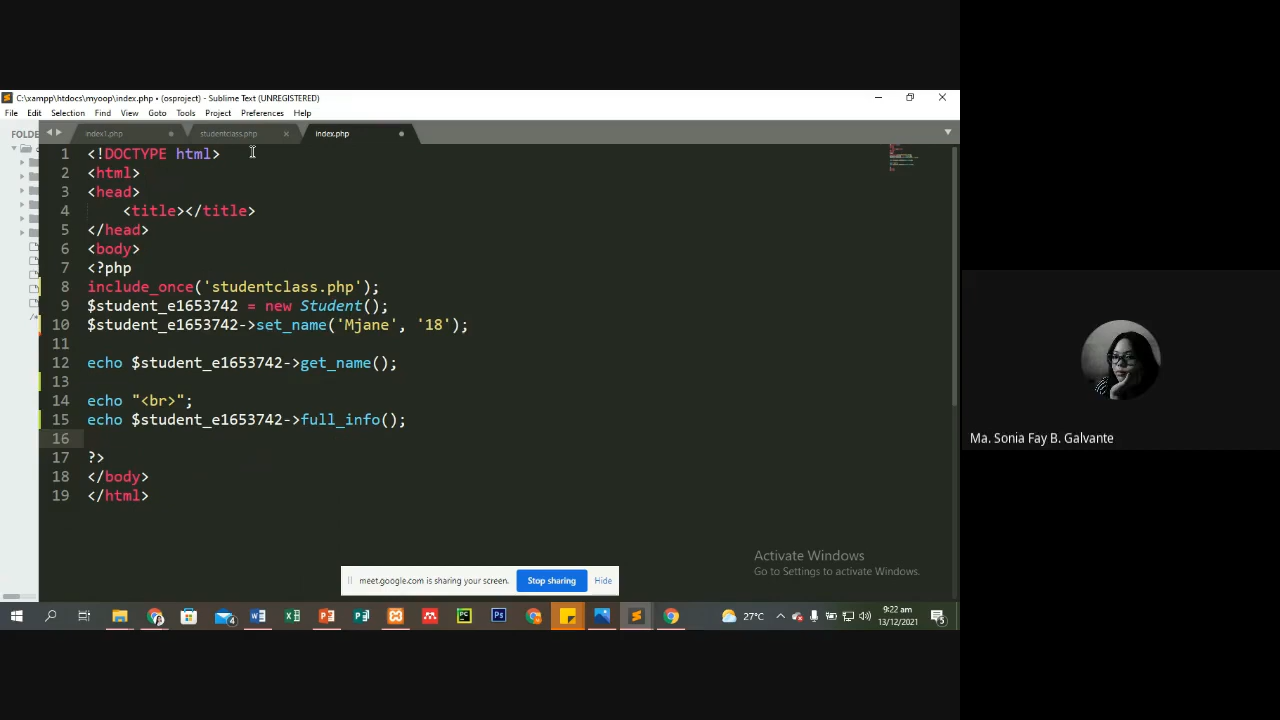 C:\xampp\htdocs\myoop\index.php • (osproject) - Sublime Text (UNREGISTERED)
File Edit Selection Find View Goto Tools Project Preferences Help
FOLDE
index1.php studentclass.php index.php
1 <!DOCTYPE html>
2 <html>
3 <head>
4 <title></title>
5 </head>
6 <body>
7 <?php
8 include_once('studentclass.php');
9 $student_e1653742 = new Student();
10 $student_e1653742->set_name('Mjane', '18');
11
12 echo $student_e1653742->get_name();
13
14 echo "<br>";
15 echo $student_e1653742->full_info();
16
17 ?>
18 </body>
19 </html>
Ma. Sonia Fay B. Galvante
Activate Windows
Go to Settings to activate Windows.
meet.google.com is sharing your screen. Stop sharing Hide
27°C
9:22 am
13/12/2021